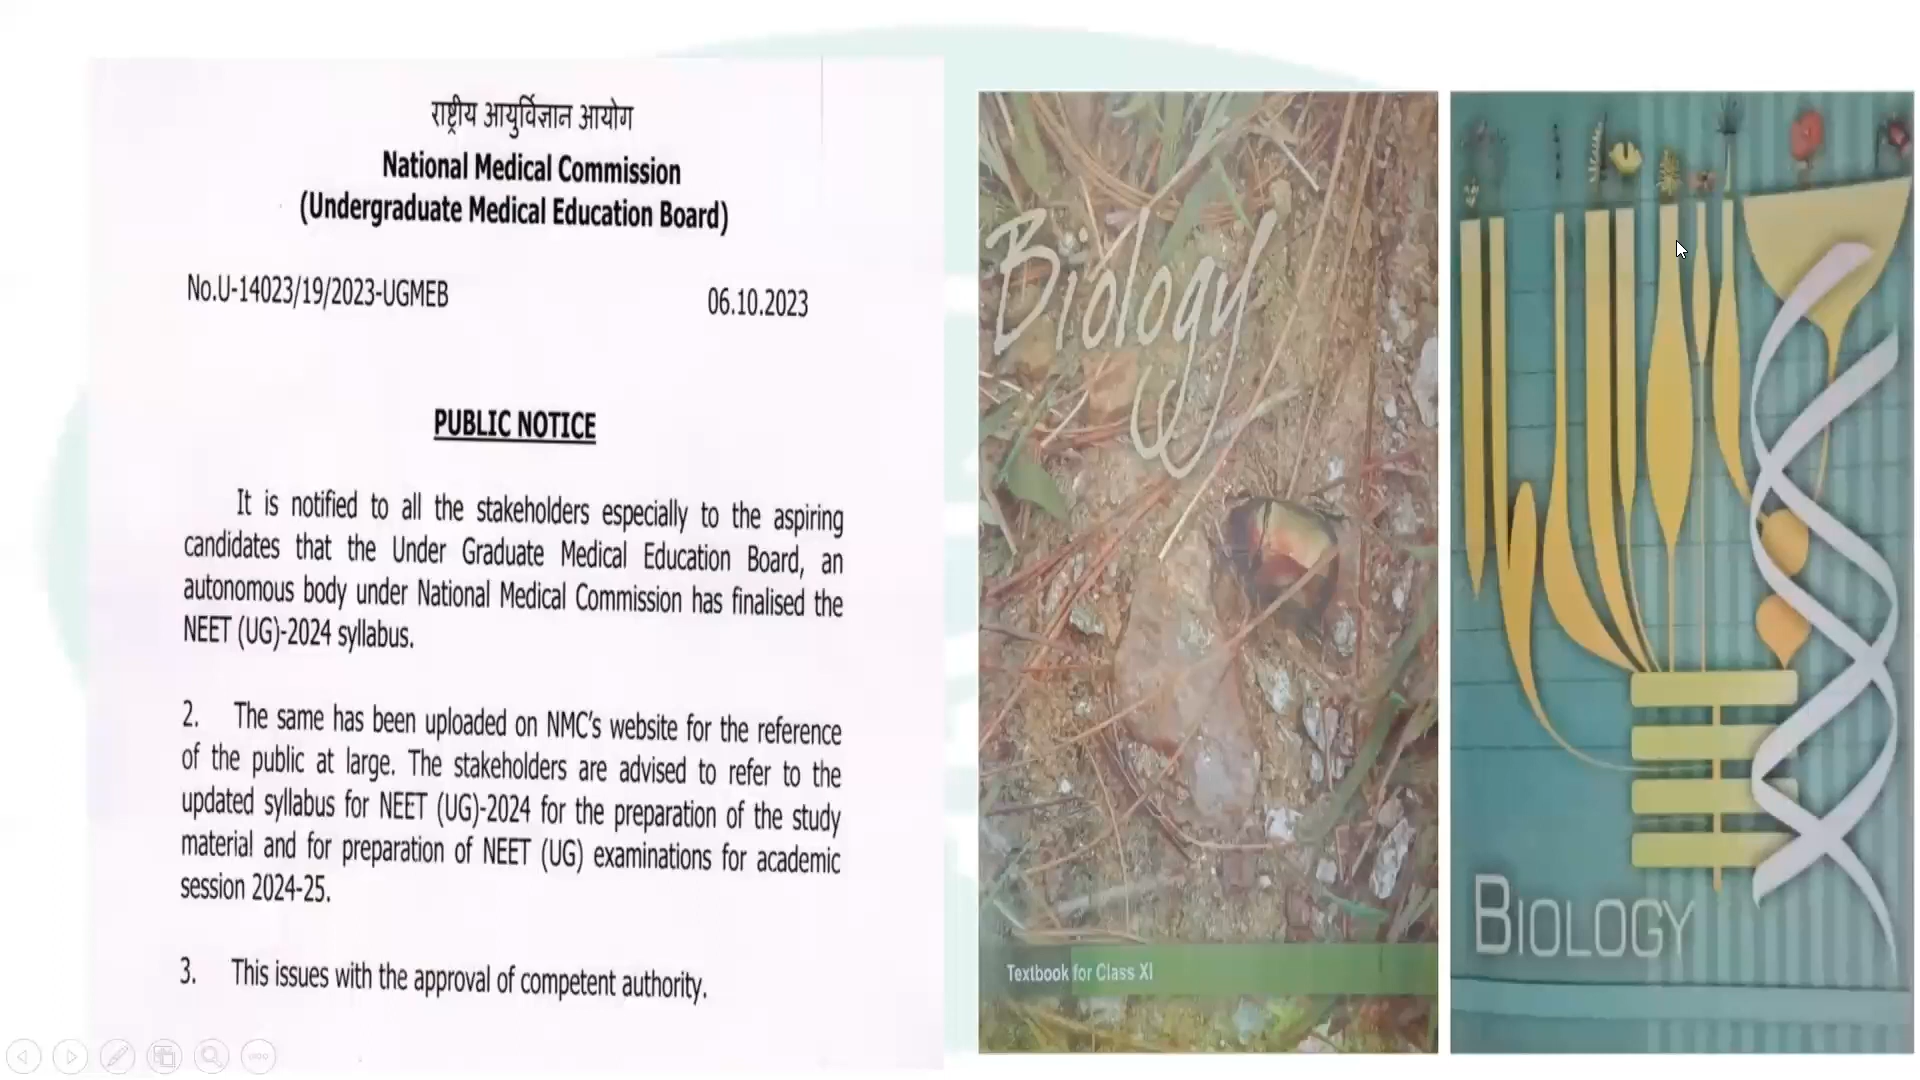 राष्ट्रीय आयुर्विज्ञान आयोग
National Medical Commission
(Undergraduate Medical Education Board)
No.U-14023/19/2023-UGMEB 06.10.2023
PUBLIC NOTICE
It is notified to all the stakeholders especially to the aspiring
candidates that the Under Graduate Medical Education Board, an
autonomous body under National Medical Commission has finalised the
NEET (UG)-2024 syllabus.
2. The same has been uploaded on NMC's website for the reference
of the public at large. The stakeholders are advised to refer to the
updated syllabus for NEET (UG)-2024 for the preparation of the study
material and for preparation of NEET (UG) examinations for academic
session 2024-25.
3. This issues with the approval of competent authority.
Biology
Textbook for Class XI
BIOLOGY